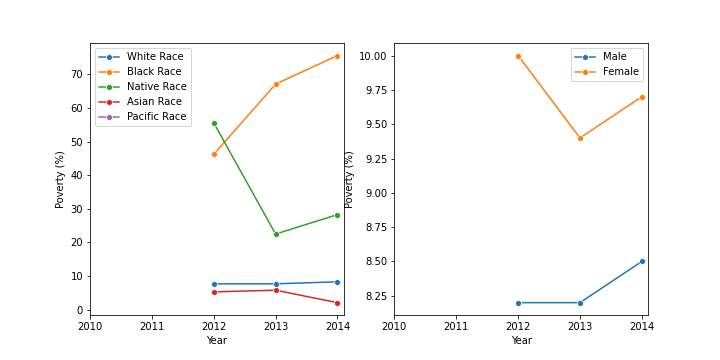 White Race
Black Race
Native Race
Asian Race
Pacific Race
70
60
50
40
30
20
10
0
Poverty (%)
2010 2011 2012 2013 2014
Year
Male
Female
10.00
9.75
9.50
9.25
9.00
8.75
8.50
8.25
Poverty (%)
2010 2011 2012 2013 2014
Year